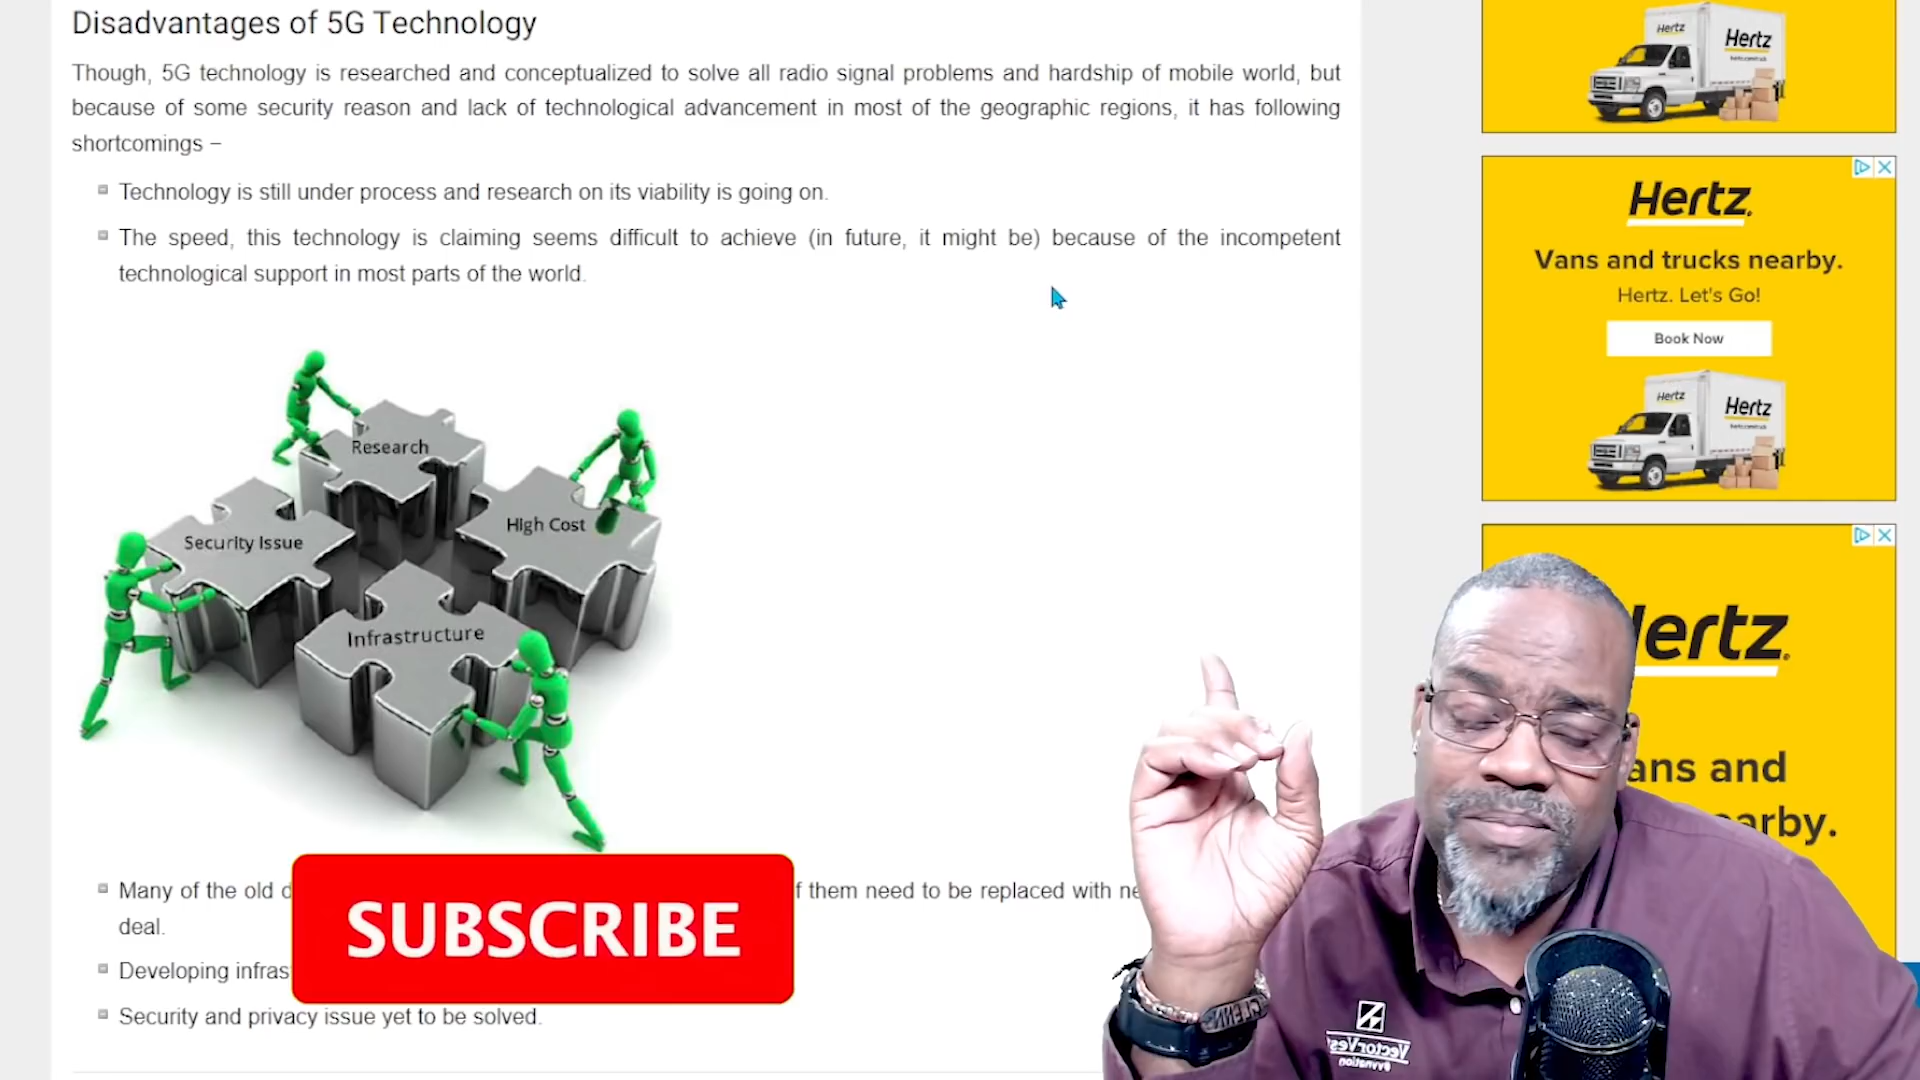 Disadvantages of 5G Technology
Though, 5G technology is researched and conceptualized to solve all radio signal problems and hardship of mobile world, but
because of some security reason and lack of technological advancement in most of the geographic regions, it has following
shortcomings −
Technology is still under process and research on its viability is going on.
The speed, this technology is claiming seems difficult to achieve (in future, it might be) because of the incompetent
technological support in most parts of the world.
Research
High Cost
Security Issue
Infrastructure
Many of the old
SUBSCRIBE
f them need to be replaced with
deal.
Developing
Security and privacy issue yet to be solved.
Hertz
Hertz
Hertz.
Vans and trucks nearby.
Hertz. Let's Go!
Book Now
Hertz
Hertz
ertz.
ans and
arby.
VectorVest
@vvnation